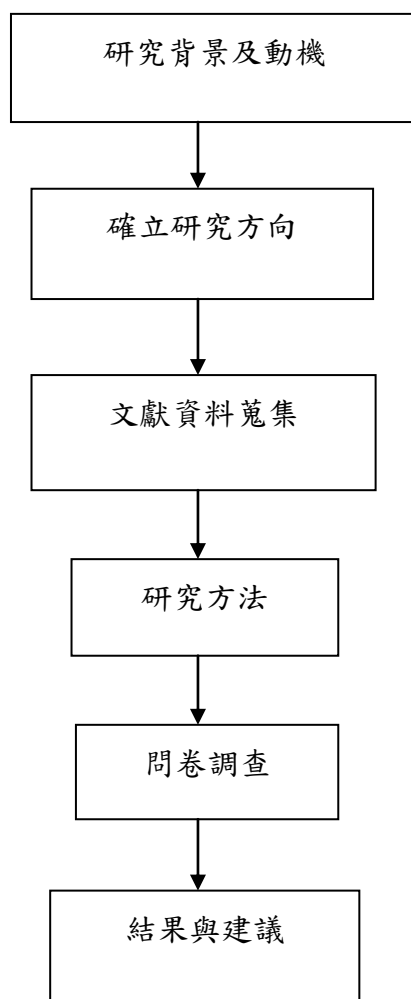 研究背景及動機
確立研究方向
文獻資料蒐集
研究方法
問卷調查
結果與建議